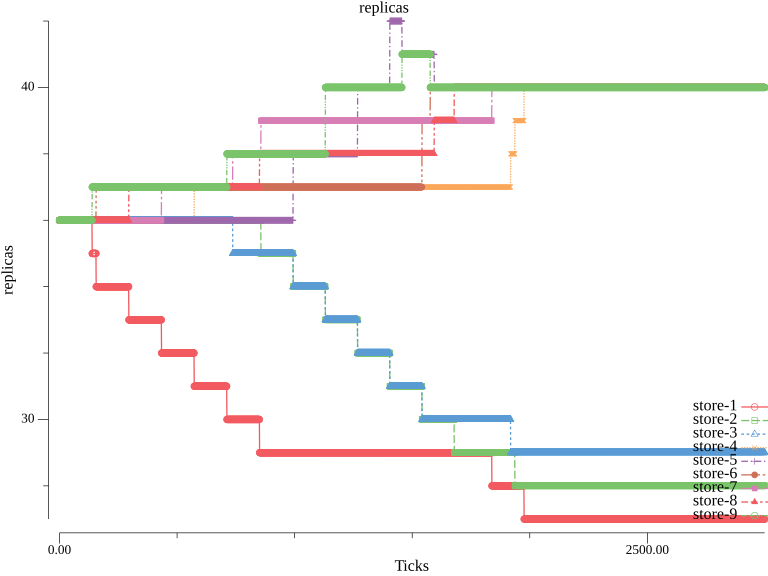 replicas
40
replicas
30
store-1
store-2
store-3
store-4
store-5
store-6
store-7
store-8
store-9
0.00
2500.00
Ticks